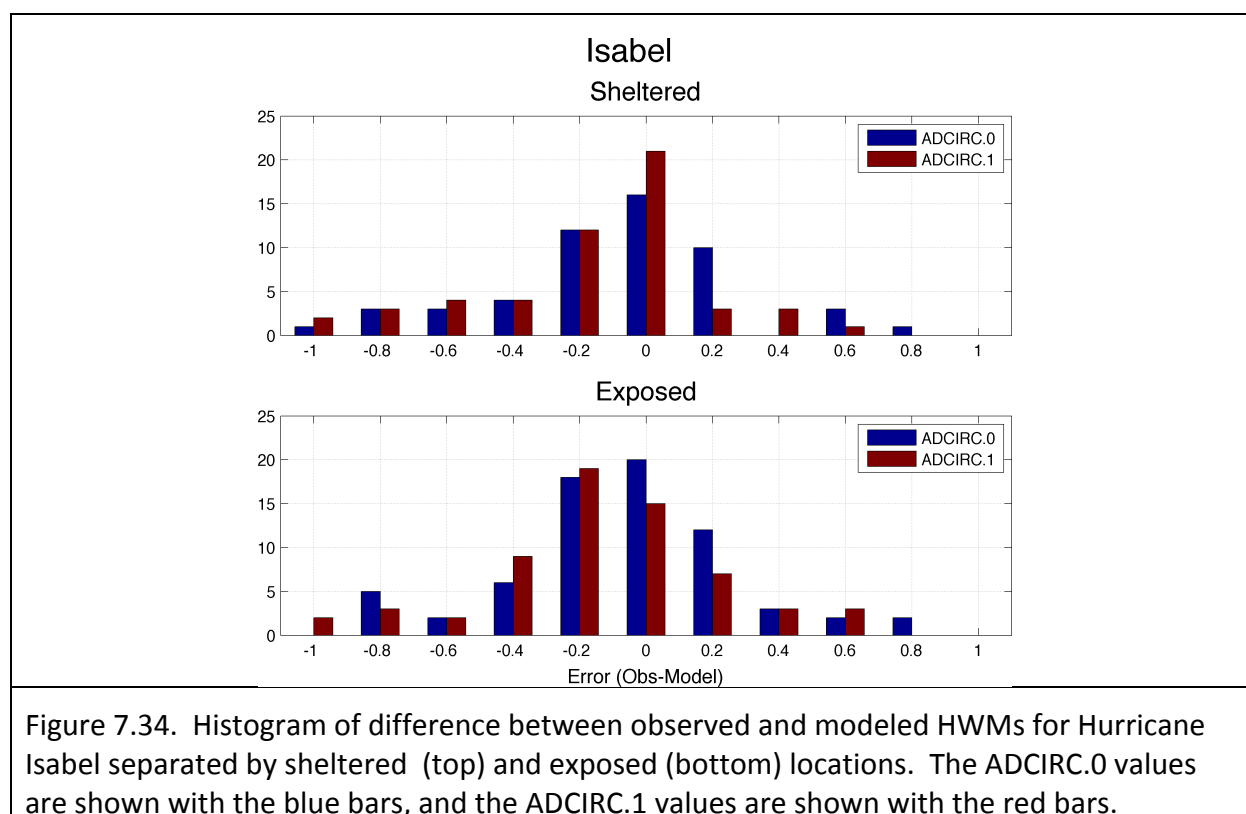 Isabel
Sheltered
25
20
15
10
5
0
ADCIRC.0
ADCIRC.1
-1 -0.8 -0.6 -0.4 -0.2 0 0.2 0.4 0.6 0.8 1
Exposed
25
20
15
10
5
0
ADCIRC.0
ADCIRC.1
-1 -0.8 -0.6 -0.4 -0.2 0 0.2 0.4 0.6 0.8 1
Error (Obs-Model)
Figure 7.34. Histogram of difference between observed and modeled HWMs for Hurricane
Isabel separated by sheltered (top) and exposed (bottom) locations. The ADCIRC.0 values
are shown with the blue bars, and the ADCIRC.1 values are shown with the red bars.